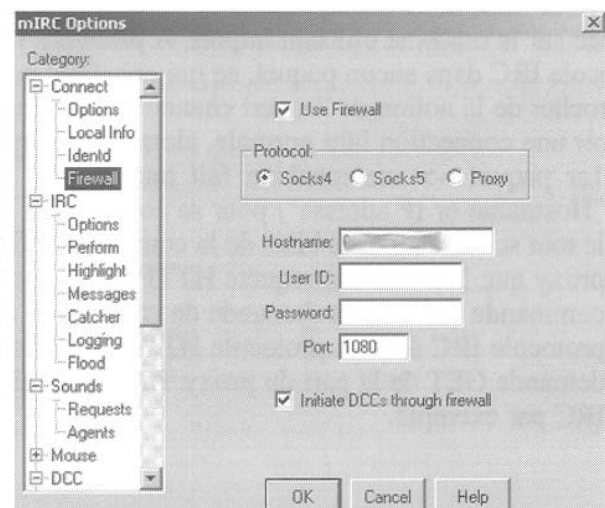 mIRC Options
Category:
Connect
Options
Local Info
Identd
Firewall
IRC
Options
Perform
Highlight
Messages
Catcher
Logging
Flood
Sounds
Requests
Agents
Mouse
DCC
Use Firewall
Protocol:
Socks4 Socks5 Proxy
Hostname:
User ID:
Password:
Port: 1080
Initiate DCCs through firewall
OK Cancel Help